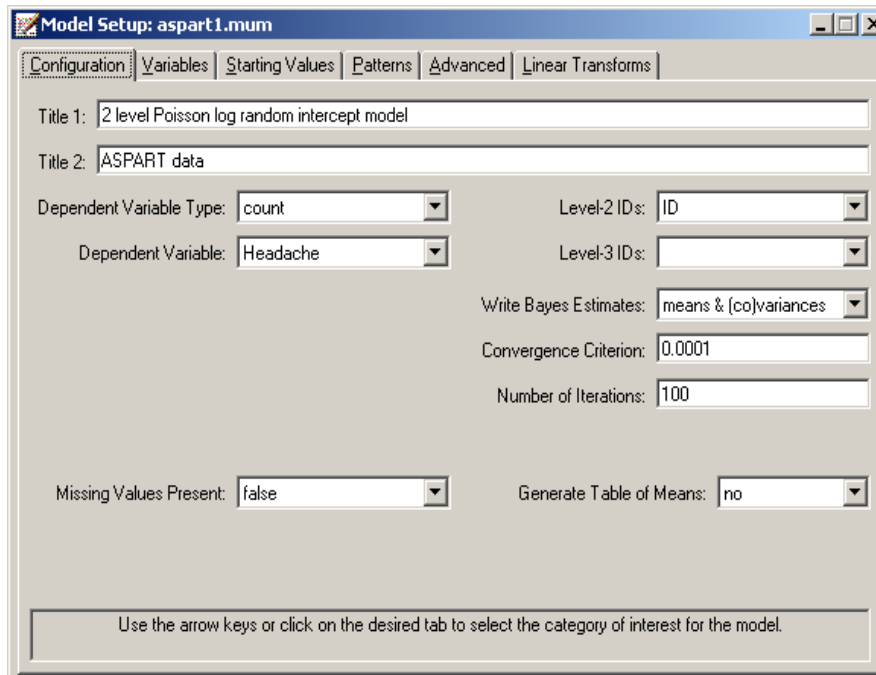 Model Setup: aspart1.mum
Configuration Variables Starting Values Patterns Advanced Linear Transforms
Title 1: 2 level Poisson log random intercept model
Title 2: ASPART data
Dependent Variable Type: count Level-2 IDs: ID
Dependent Variable: Headache Level-3 IDs:
Write Bayes Estimates: means & (co)variances
Convergence Criterion: 0.0001
Number of Iterations: 100
Missing Values Present: false Generate Table of Means: no
Use the arrow keys or click on the desired tab to select the category of interest for the model.